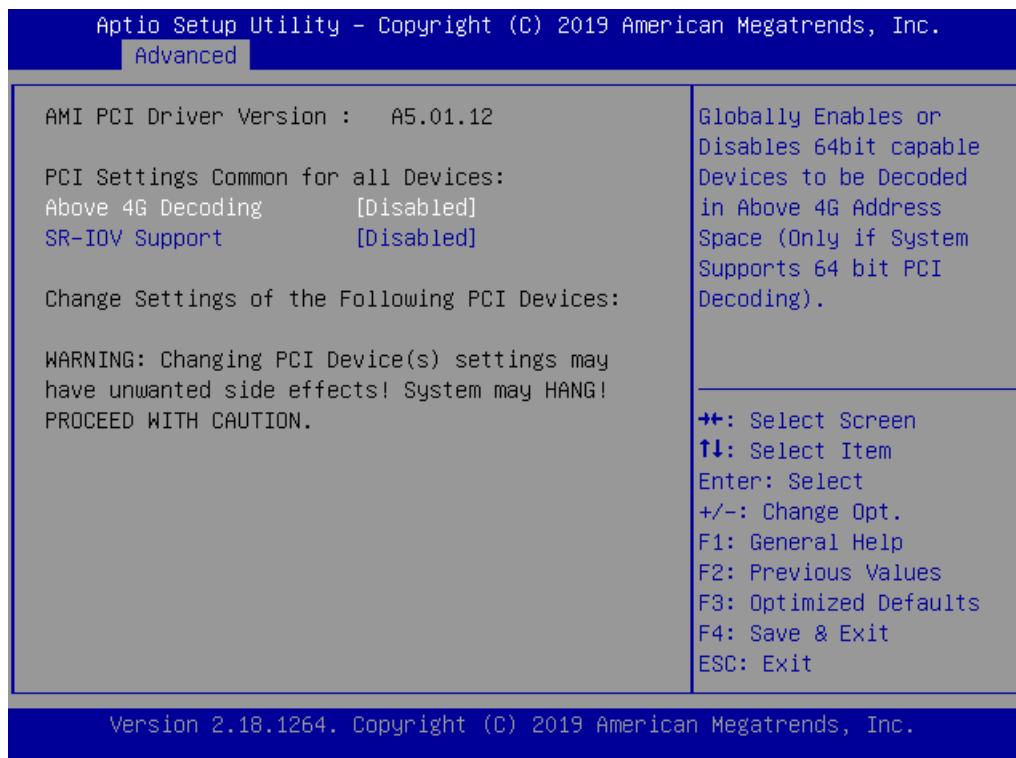 Aptio Setup Utility – Copyright (C) 2019 American Megatrends, Inc.
Advanced
AMI PCI Driver Version :   A5.01.12
PCI Settings Common for all Devices:
Above 4G Decoding   [Disabled]
SR-IOV Support   [Disabled]
Change Settings of the Following PCI Devices:
WARNING: Changing PCI Device(s) settings may
have unwanted side effects! System may HANG!
PROCEED WITH CAUTION.
Globally Enables or
Disables 64bit capable
Devices to be Decoded
in Above 4G Address
Space (Only if System
Supports 64 bit PCI
Decoding).
→←: Select Screen
↑↓: Select Item
Enter: Select
+/-: Change Opt.
F1: General Help
F2: Previous Values
F3: Optimized Defaults
F4: Save & Exit
ESC: Exit
Version 2.18.1264. Copyright (C) 2019 American Megatrends, Inc.